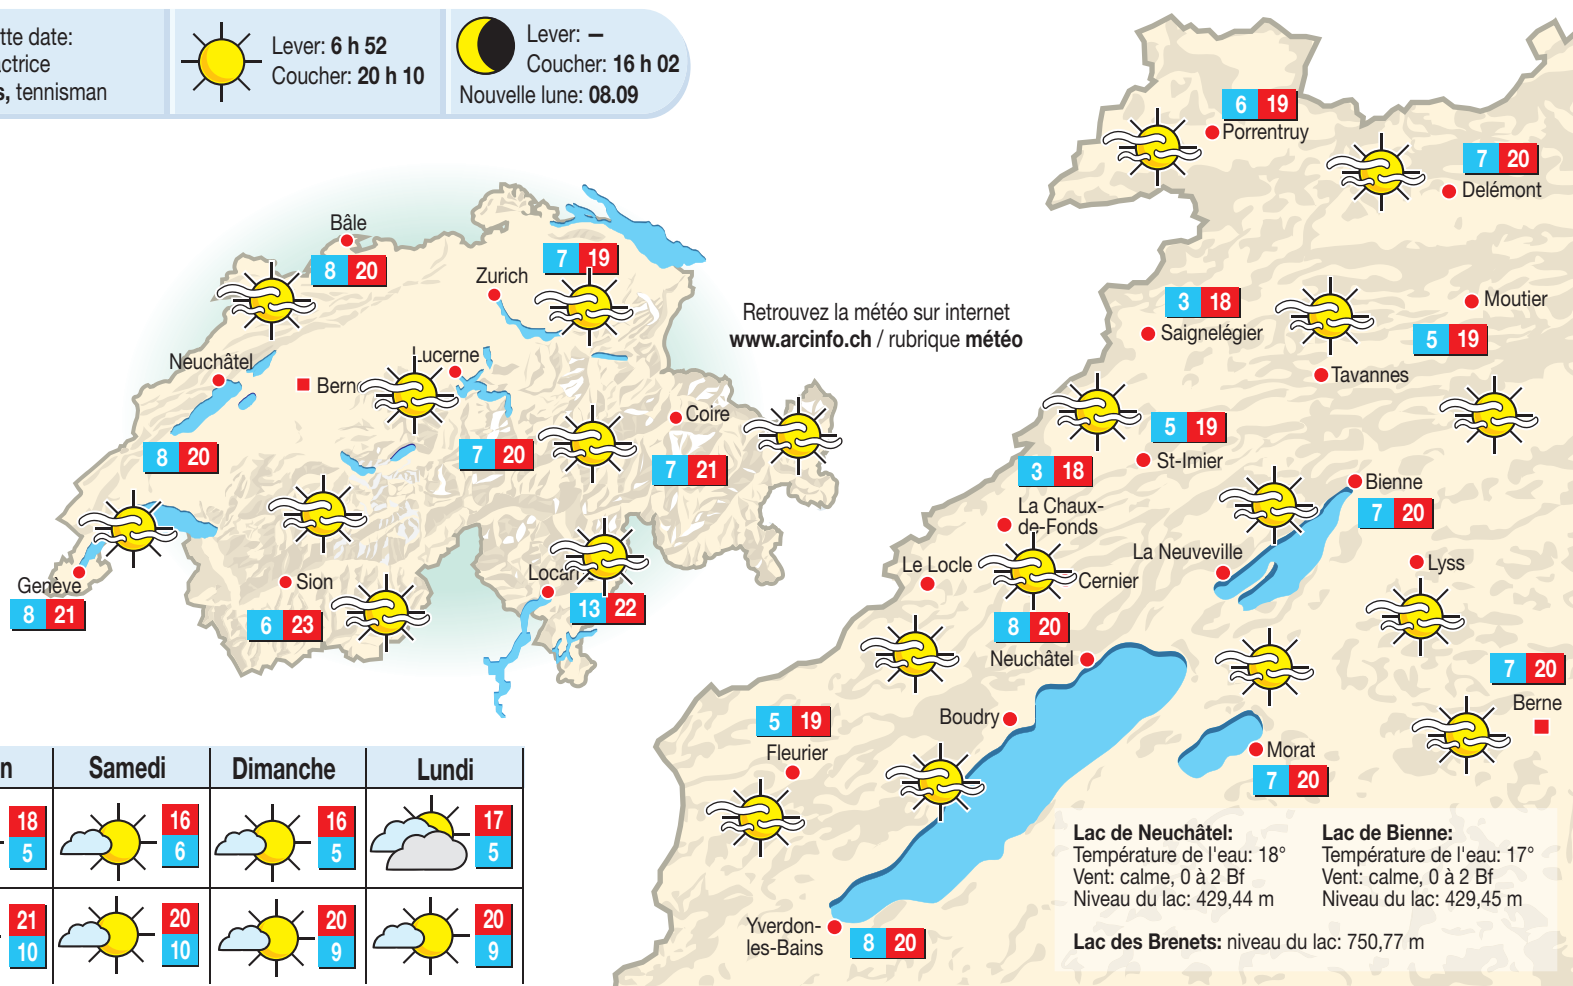 tte date:
ctrice
s, tennisman
Lever: 6 h 52
Coucher: 20 h 10
Lever: –
Coucher: 16 h 02
Nouvelle lune: 08.09
Bâle
8 20
Zurich
7 19
Neuchâtel
Berne
Lucerne
8 20
7 20
Coire
7 21
Genève
8 21
Sion
6 23
Locarn
13 22
Retrouvez la météo sur internet
www.arcinfo.ch / rubrique météo
6 19
Porrentruy
7 20
Delémont
3 18
Saignelégier
Moutier
5 19
Tavannes
5 19
St-Imier
3 18
La Chaux-
de-Fonds
Bienne
7 20
La Neuveville
Le Locle
Cernier
Lyss
8 20
Neuchâtel
7 20
Berne
Boudry
5 19
Fleurier
Morat
7 20
Yverdon-
les-Bains
8 20
Lac de Neuchâtel:
Température de l'eau: 18°
Vent: calme, 0 à 2 Bf
Niveau du lac: 429,44 m
Lac de Bienne:
Température de l'eau: 17°
Vent: calme, 0 à 2 Bf
Niveau du lac: 429,45 m
Lac des Brenets: niveau du lac: 750,77 m
n Samedi Dimanche Lundi
18 16 16 17
5 6 5 5
21 20 20 20
10 10 9 9